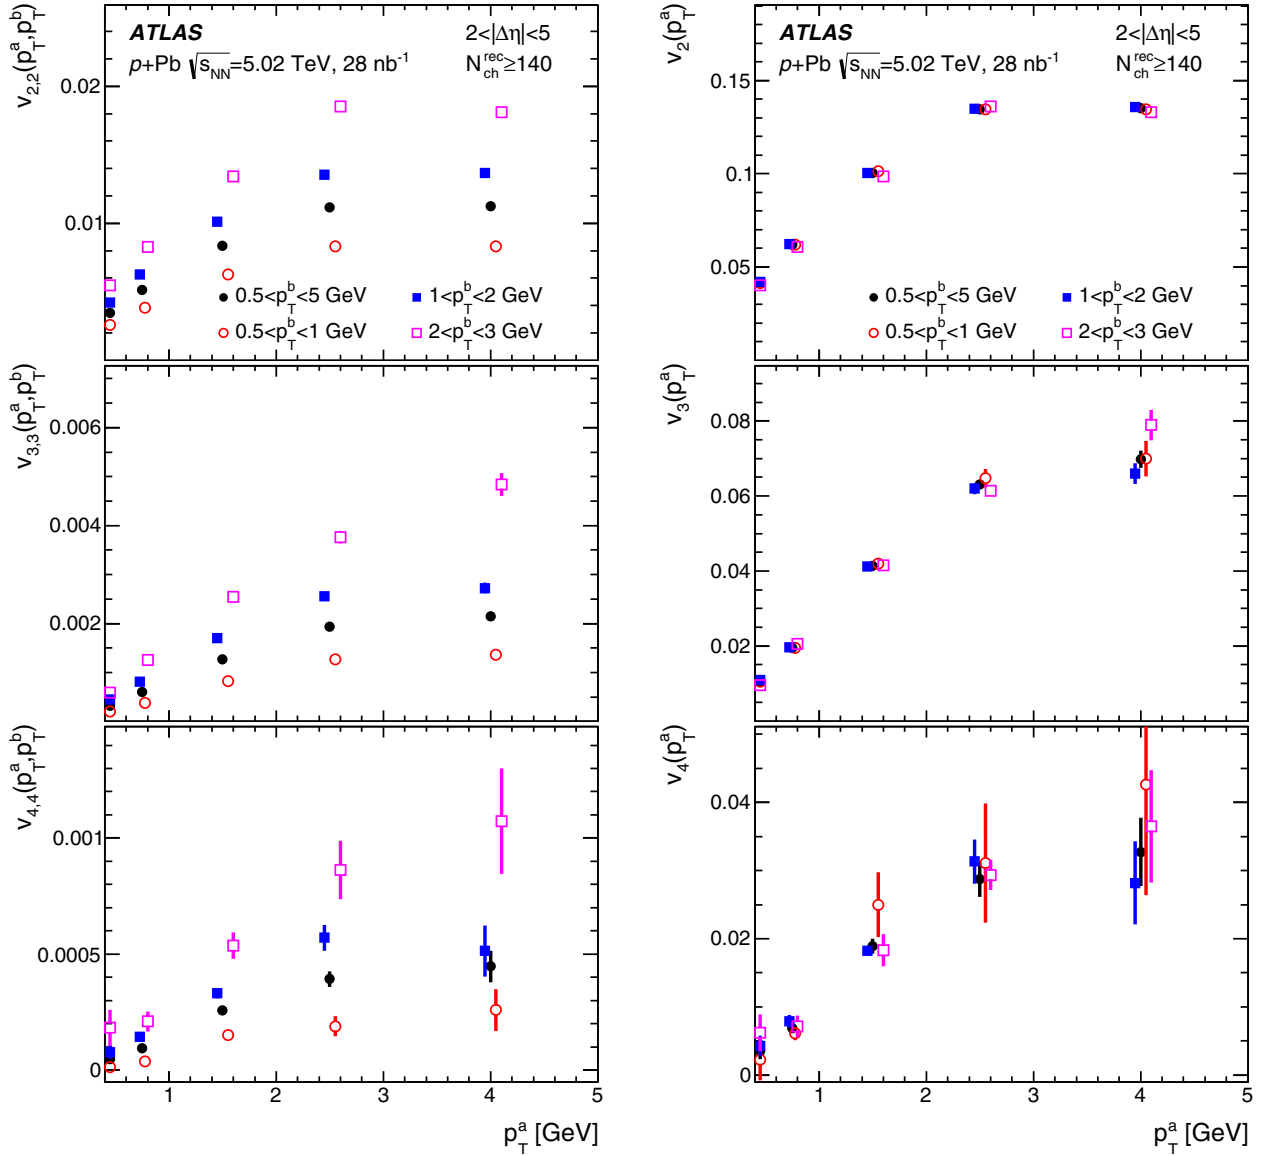 v2,2(pTa,pTb)
ATLAS 2<|Δη|<5
p+Pb √sNN=5.02 TeV, 28 nb-1 Nchrec≥140
0.02
0.01
0.5<pTb<5 GeV 1<pTb<2 GeV
0.5<pTb<1 GeV 2<pTb<3 GeV
v3,3(pTa,pTb)
0.006
0.004
0.002
v4,4(pTa,pTb)
0.001
0.0005
0
1 2 3 4 5
pTa [GeV]
v2(pTa)
ATLAS 2<|Δη|<5
p+Pb √sNN=5.02 TeV, 28 nb-1 Nchrec≥140
0.15
0.1
0.05
0.5<pTb<5 GeV 1<pTb<2 GeV
0.5<pTb<1 GeV 2<pTb<3 GeV
v3(pTa)
0.08
0.06
0.04
0.02
v4(pTa)
0.04
0.02
0
1 2 3 4 5
pTa [GeV]